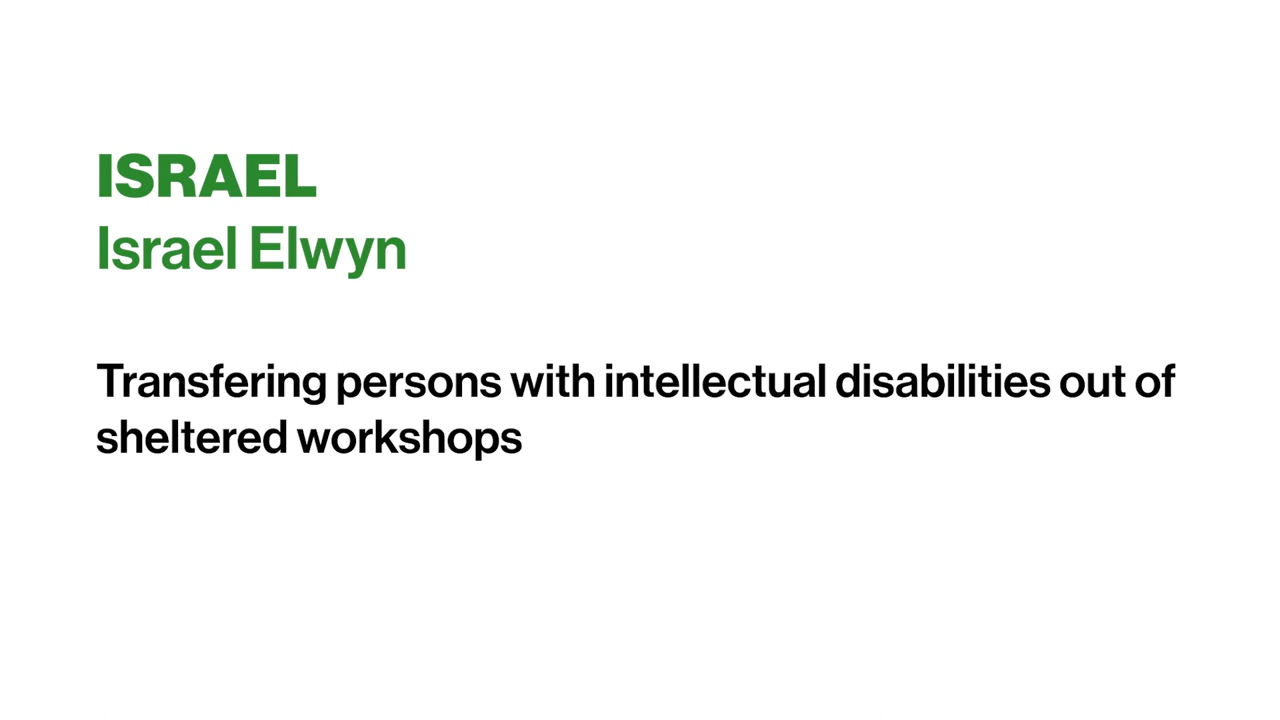 ISRAEL
Israel Elwyn
Transfering persons with intellectual disabilities out of
sheltered workshops